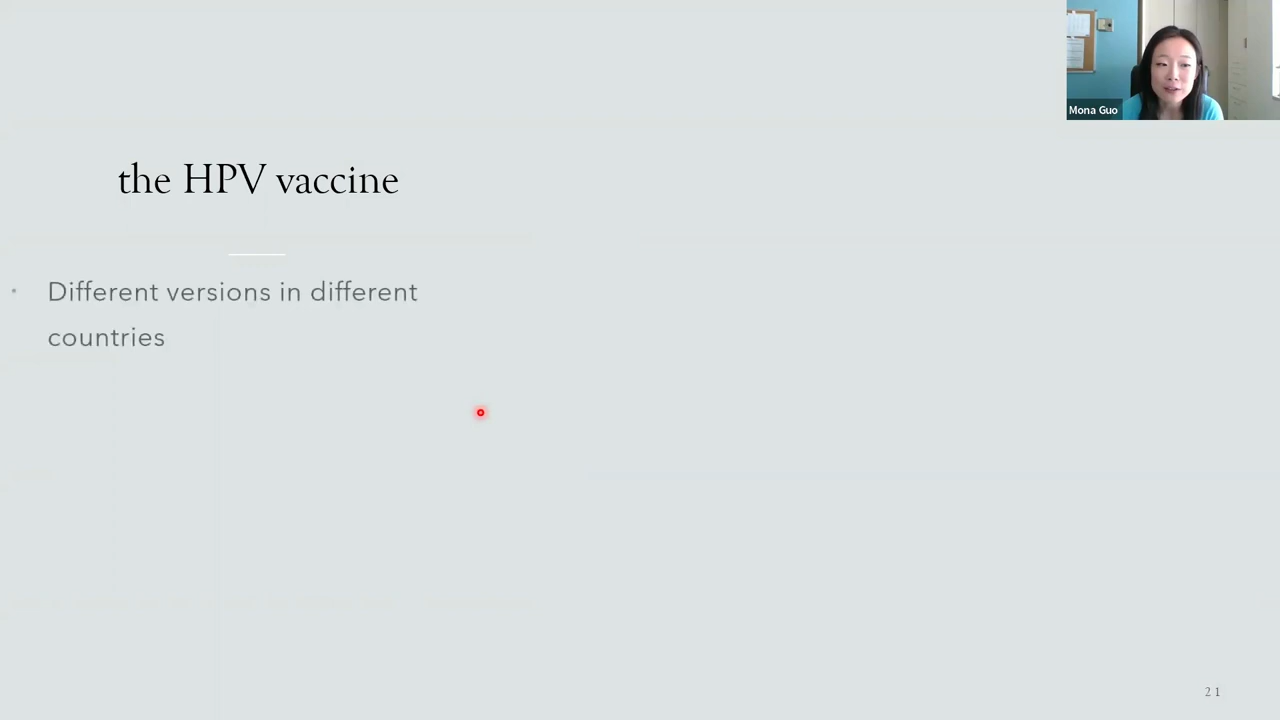 Mona Guo
the HPV vaccine
• Different versions in different
countries
21